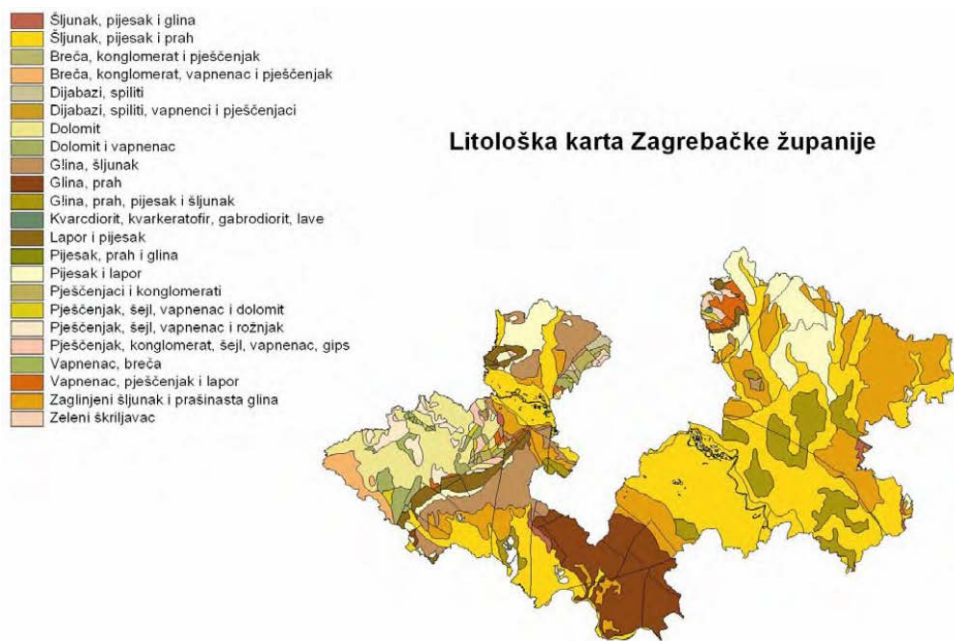 Šljunak, pijesak i glina
Šljunak, pijesak i prah
Breča, konglomerat i pješčenjak
Breča, konglomerat, vapnenac i pješčenjak
Dijabazi, spiliti
Dijabazi, spiliti, vapnenci i pješčenjaci
Dolomit
Dolomit i vapnenac
Glina, šljunak
Glina, prah
Glina, prah, pijesak i šljunak
Kvarcdiorit, kvarkeratofir, gabrodiorit, lave
Lapor i pijesak
Pijesak, prah i glina
Pijesak i lapor
Pješčenjaci i konglomerati
Pješčenjak, šejl, vapnenac i dolomit
Pješčenjak, šejl, vapnenac i rožnjak
Pješčenjak, konglomerat, šejl, vapnenac, gips
Vapnenac, breča
Vapnenac, pješčenjak i lapor
Zaglinjeni šljunak i prašinasta glina
Zeleni škriljavac
Litološka karta Zagrebačke županije